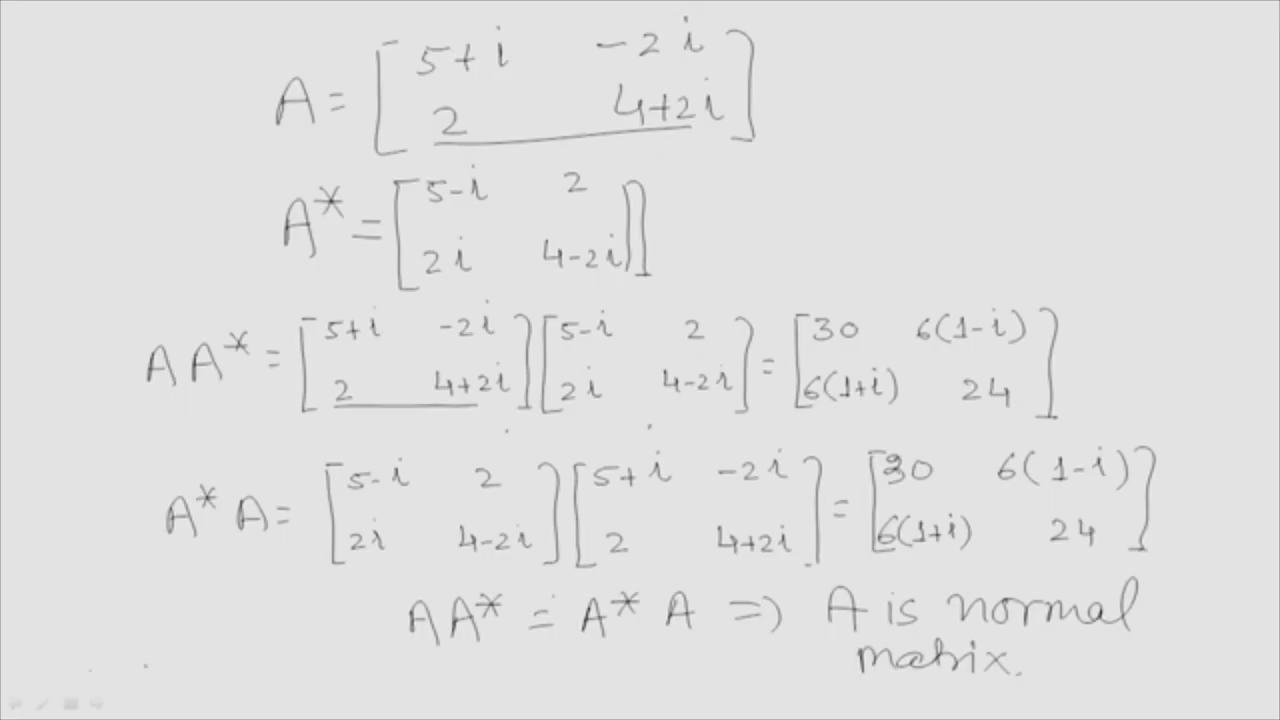 A = [ 5+i -2i
2 4+2i ]
A* = [ 5-i 2
2i 4-2i ]
AA* = [ 5+i -2i ] [ 5-i 2 ] = [ 30 6(1-i) ]
[ 2 4+2i ] [ 2i 4-2i ] [ 6(1+i) 24 ]
A*A = [ 5-i 2 ] [ 5+i -2i ] = [ 30 6(1-i) ]
[ 2i 4-2i ] [ 2 4+2i ] [ 6(1+i) 24 ]
AA* = A*A => A is normal
matrix.